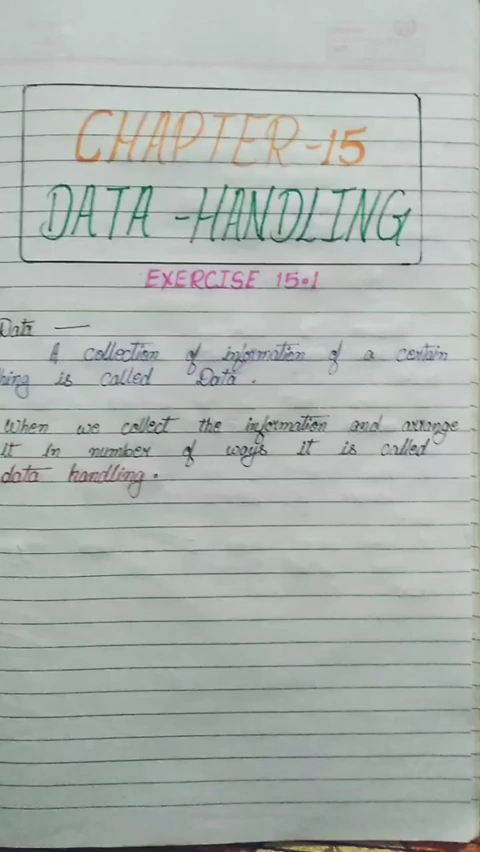 CHAPTER-15
DATA-HANDLING
EXERCISE 15.1
Data —
A collection of information of a certain
hing is called Data.
When we collect the information and arrange
It In number of ways It is called
data handling.